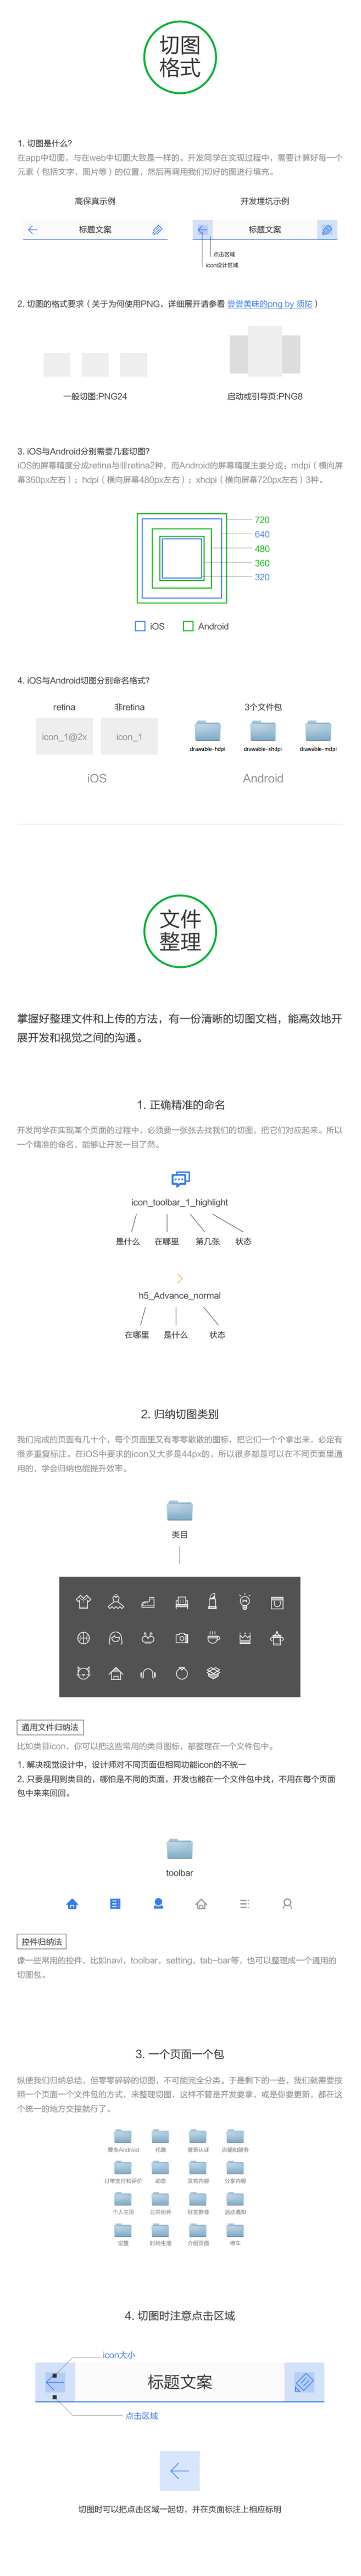 切图
格式
1. 切图是什么?
在app中切图，与在web中切图大致是一样的。开发同学在实现过程中，需要计算好每一个
元素（包括文字，图片等）的位置，然后再调用我们切好的图进行填充。
高保真示例
开发埋坑示例
标题文案
标题文案
点击区域
icon设计区域
2. 切图的格式要求（关于为何使用PNG，详细展开请参看 尝尝美味的png by 须陀）
一般切图:PNG24
启动或引导页:PNG8
3. iOS与Android分别需要几套切图?
iOS的屏幕精度分成retina与非retina2种，而Android的屏幕精度主要分成：mdpi（横向屏
幕360px左右）；hdpi（横向屏幕480px左右）；xhdpi（横向屏幕720px左右）3种。
720
640
480
360
320
iOS
Android
4. iOS与Android切图分别命名格式?
retina
非retina
3个文件包
icon_1@2x
icon_1
drawable-hdpi
drawable-xhdpi
drawable-mdpi
iOS
Android
文件
整理
掌握好整理文件和上传的方法，有一份清晰的切图文档，能高效地开
展开发和视觉之间的沟通。
1. 正确精准的命名
开发同学在实现某个页面的过程中，必须要一张张去找我们的切图，把它们对应起来。所以
一个精准的命名，能够让开发一目了然。
icon_toolbar_1_highlight
是什么
在哪里
第几张
状态
h5_Advance_normal
在哪里
是什么
状态
2. 归纳切图类别
我们完成的页面有几十个，每个页面里又有零零散散的图标，把它们一个个拿出来，必定有
很多重复标注。在iOS中要求的icon又大多是44px的，所以很多都是可以在不同页面里通
用的，学会归纳也能提升效率。
类目
通用文件归纳法
比如类目icon，你可以把这些常用的类目图标，都整理在一个文件包中。
1. 解决视觉设计中，设计师对不同页面但相同功能icon的不统一
2. 只要是用到类目的，哪怕是不同的页面，开发也能在一个文件包中找，不用在每个页面
包中来来回回。
toolbar
控件归纳法
像一些常用的控件，比如navi，toolbar，setting，tab-bar等，也可以整理成一个通用的
切图包。
3. 一个页面一个包
纵使我们归纳总结，但零零碎碎的切图，不可能完全分类。于是剩下的一些，我们就需要按
照一个页面一个文件包的方式，来整理切图，这样不管是开发要拿，或是你要更新，都在这
个统一的地方交接就行了。
爱车Android
代缴
登录认证
店铺和服务
订单支付和评价
动态
发布内容
分享内容
个人主页
公共组件
好友推荐
活动通知
设置
时尚生活
介绍页面
停车
4. 切图时注意点击区域
icon大小
标题文案
点击区域
切图时可以把点击区域一起切，并在页面标注上相应标明